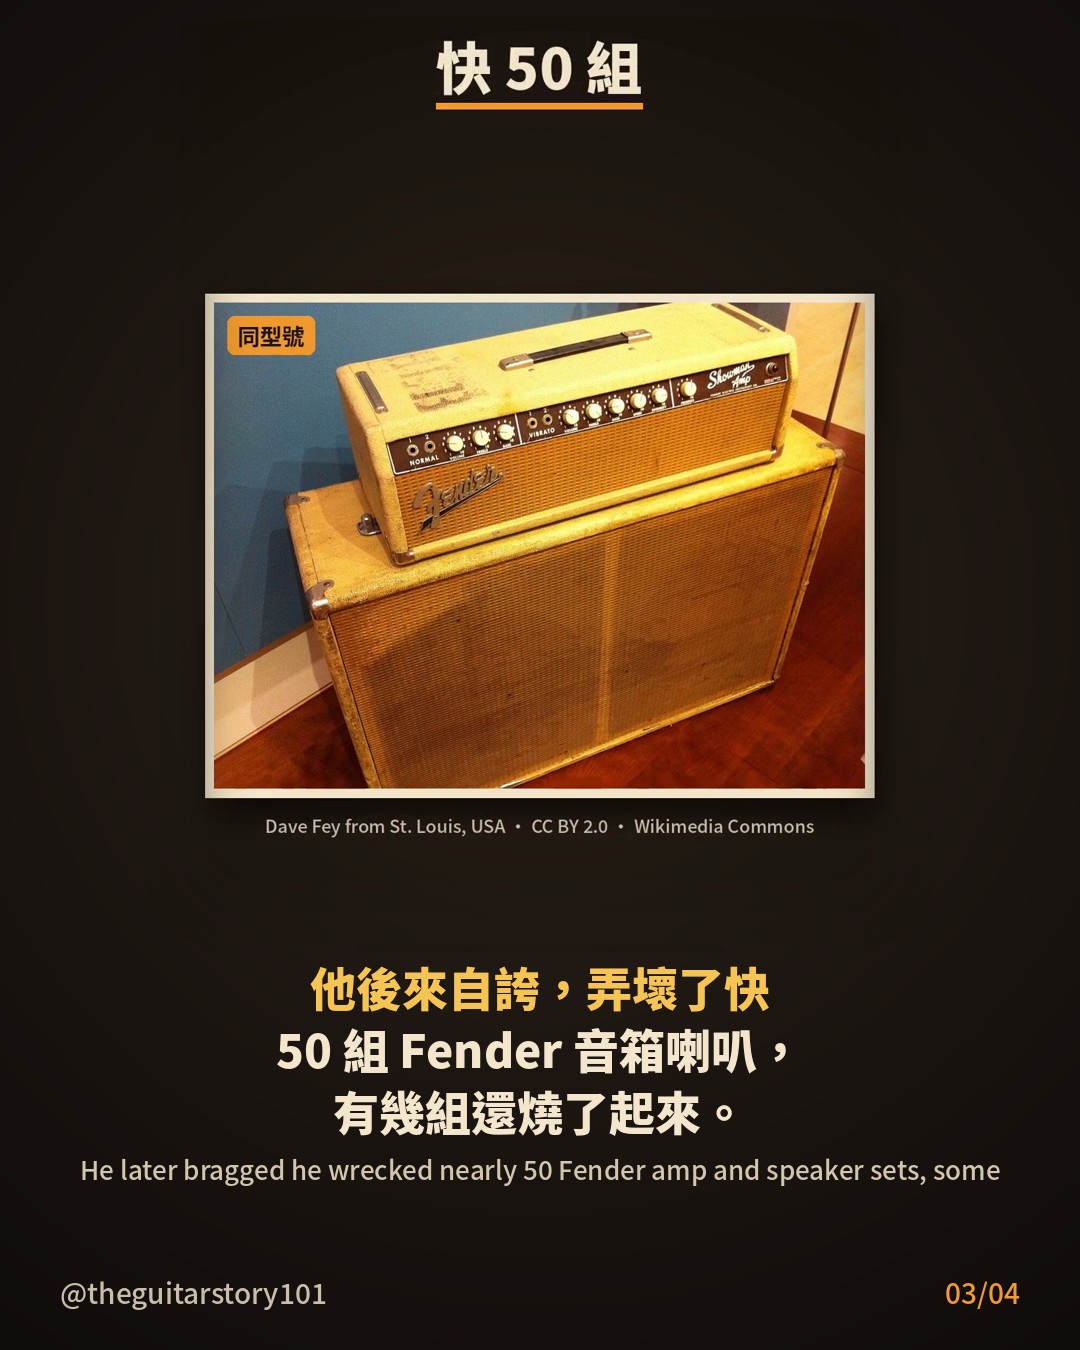 快 50 組
同型號
Showman
Amp
NORMAL
VIBRATO
Fender
Dave Fey from St. Louis, USA ・ CC BY 2.0 ・ Wikimedia Commons
他後來自誇，弄壞了快
50 組 Fender 音箱喇叭，
有幾組還燒了起來。
He later bragged he wrecked nearly 50 Fender amp and speaker sets, some
@theguitarstory101
03/04